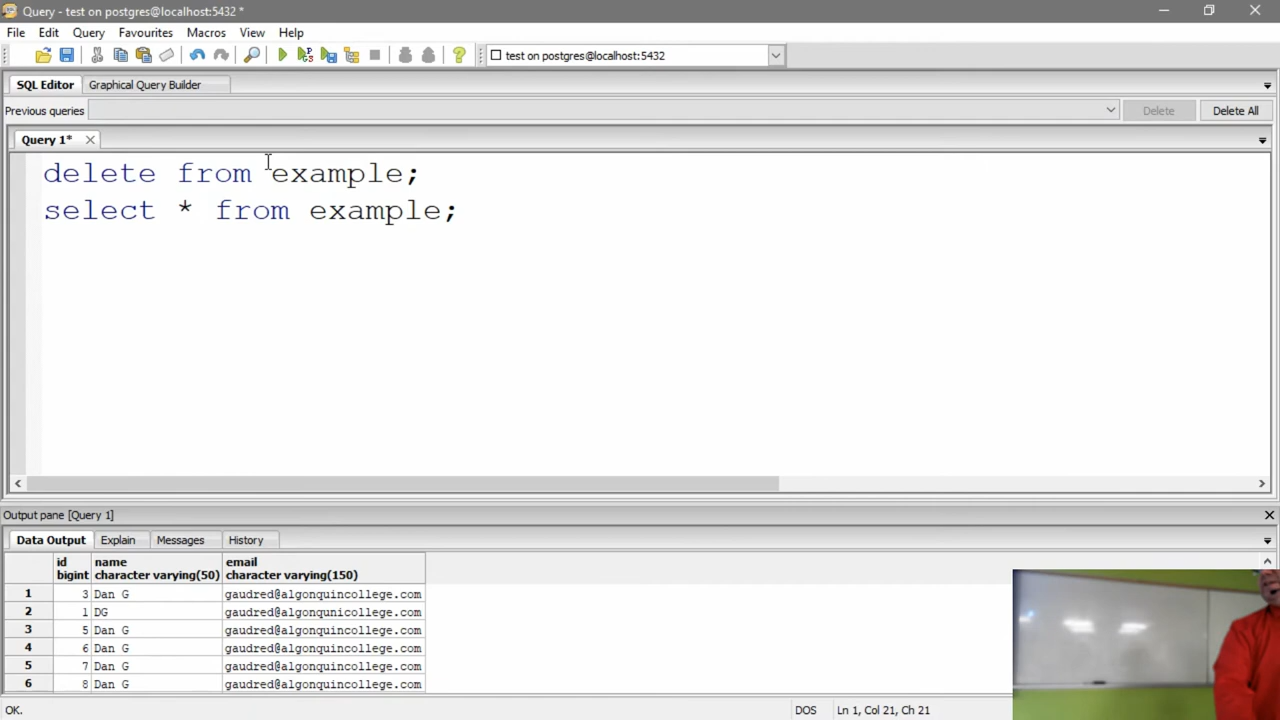 Query - test on postgres@localhost:5432 *
File Edit Query Favourites Macros View Help
test on postgres@localhost:5432
SQL Editor Graphical Query Builder
Previous queries Delete Delete All
Query 1*
delete from example;
select * from example;
Output pane [Query 1]
Data Output Explain Messages History
id name email
bigint character varying(50) character varying(150)
1 3 Dan G gaudred@algonquincollege.com
2 1 DG gaudred@algonqunicollege.com
3 5 Dan G gaudred@algonquincollege.com
4 6 Dan G gaudred@algonquincollege.com
5 7 Dan G gaudred@algonquincollege.com
6 8 Dan G gaudred@algonquincollege.com
OK. DOS Ln 1, Col 21, Ch 21